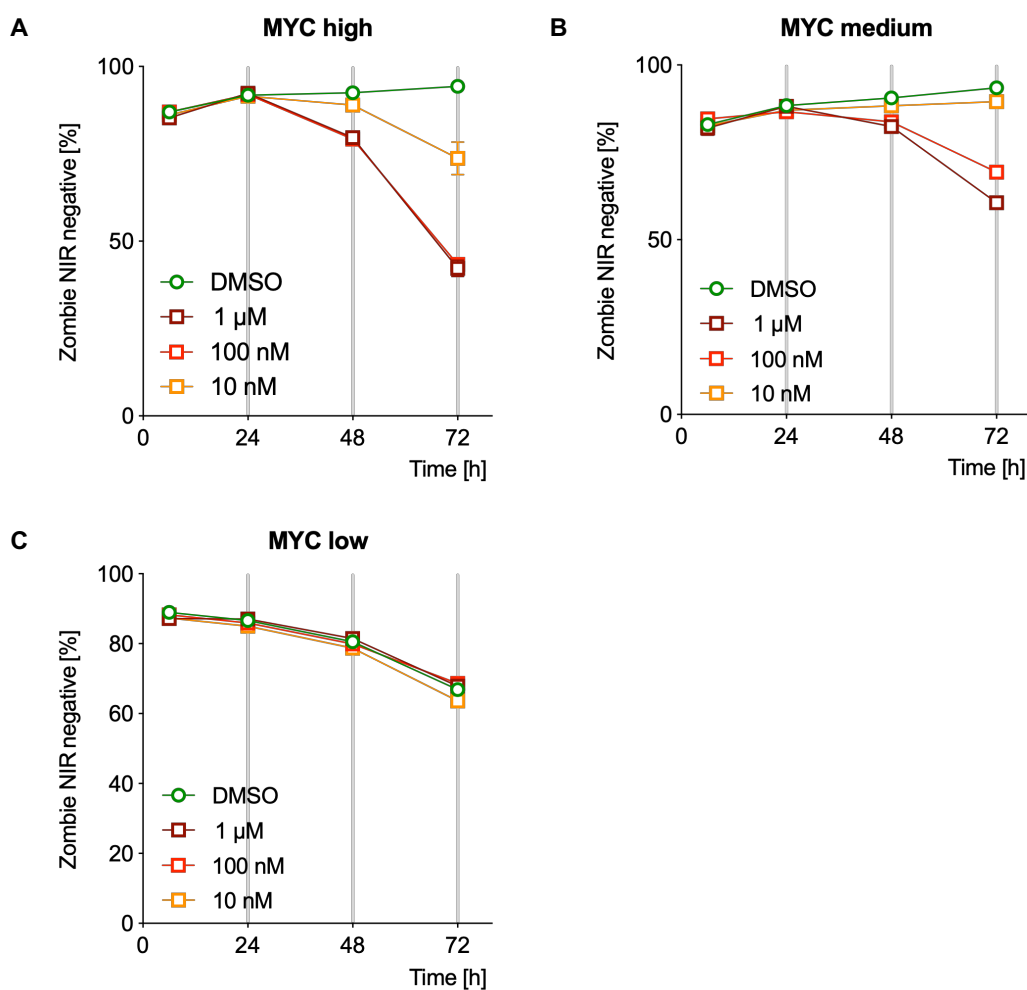 A
MYC high
Zombie NIR negative [%]
100
50
0
DMSO
1 µM
100 nM
10 nM
0
24
48
72
Time [h]
B
MYC medium
Zombie NIR negative [%]
100
50
0
DMSO
1 µM
100 nM
10 nM
0
24
48
72
Time [h]
C
MYC low
Zombie NIR negative [%]
100
80
60
40
20
0
DMSO
1 µM
100 nM
10 nM
0
24
48
72
Time [h]